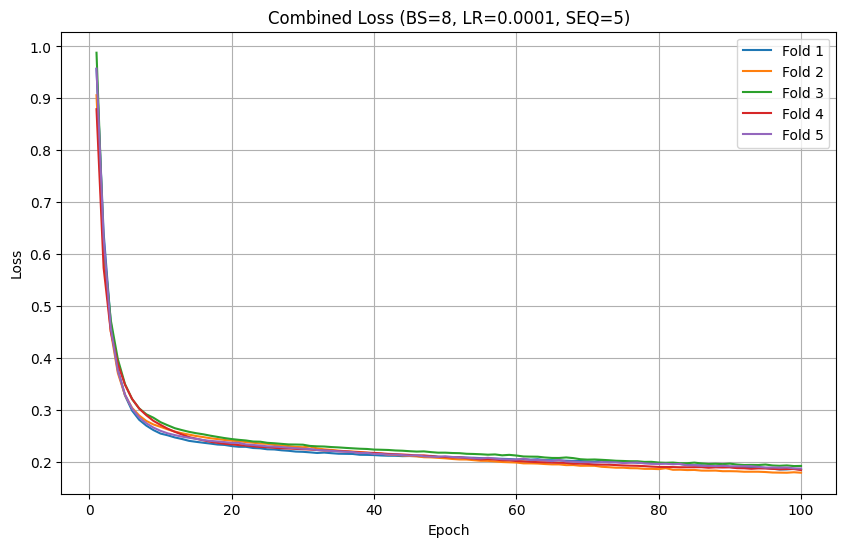 Combined Loss (BS=8, LR=0.0001, SEQ=5)
Fold 1
Fold 2
Fold 3
Fold 4
Fold 5
Loss
1.0
0.9
0.8
0.7
0.6
0.5
0.4
0.3
0.2
0
20
40
60
80
100
Epoch